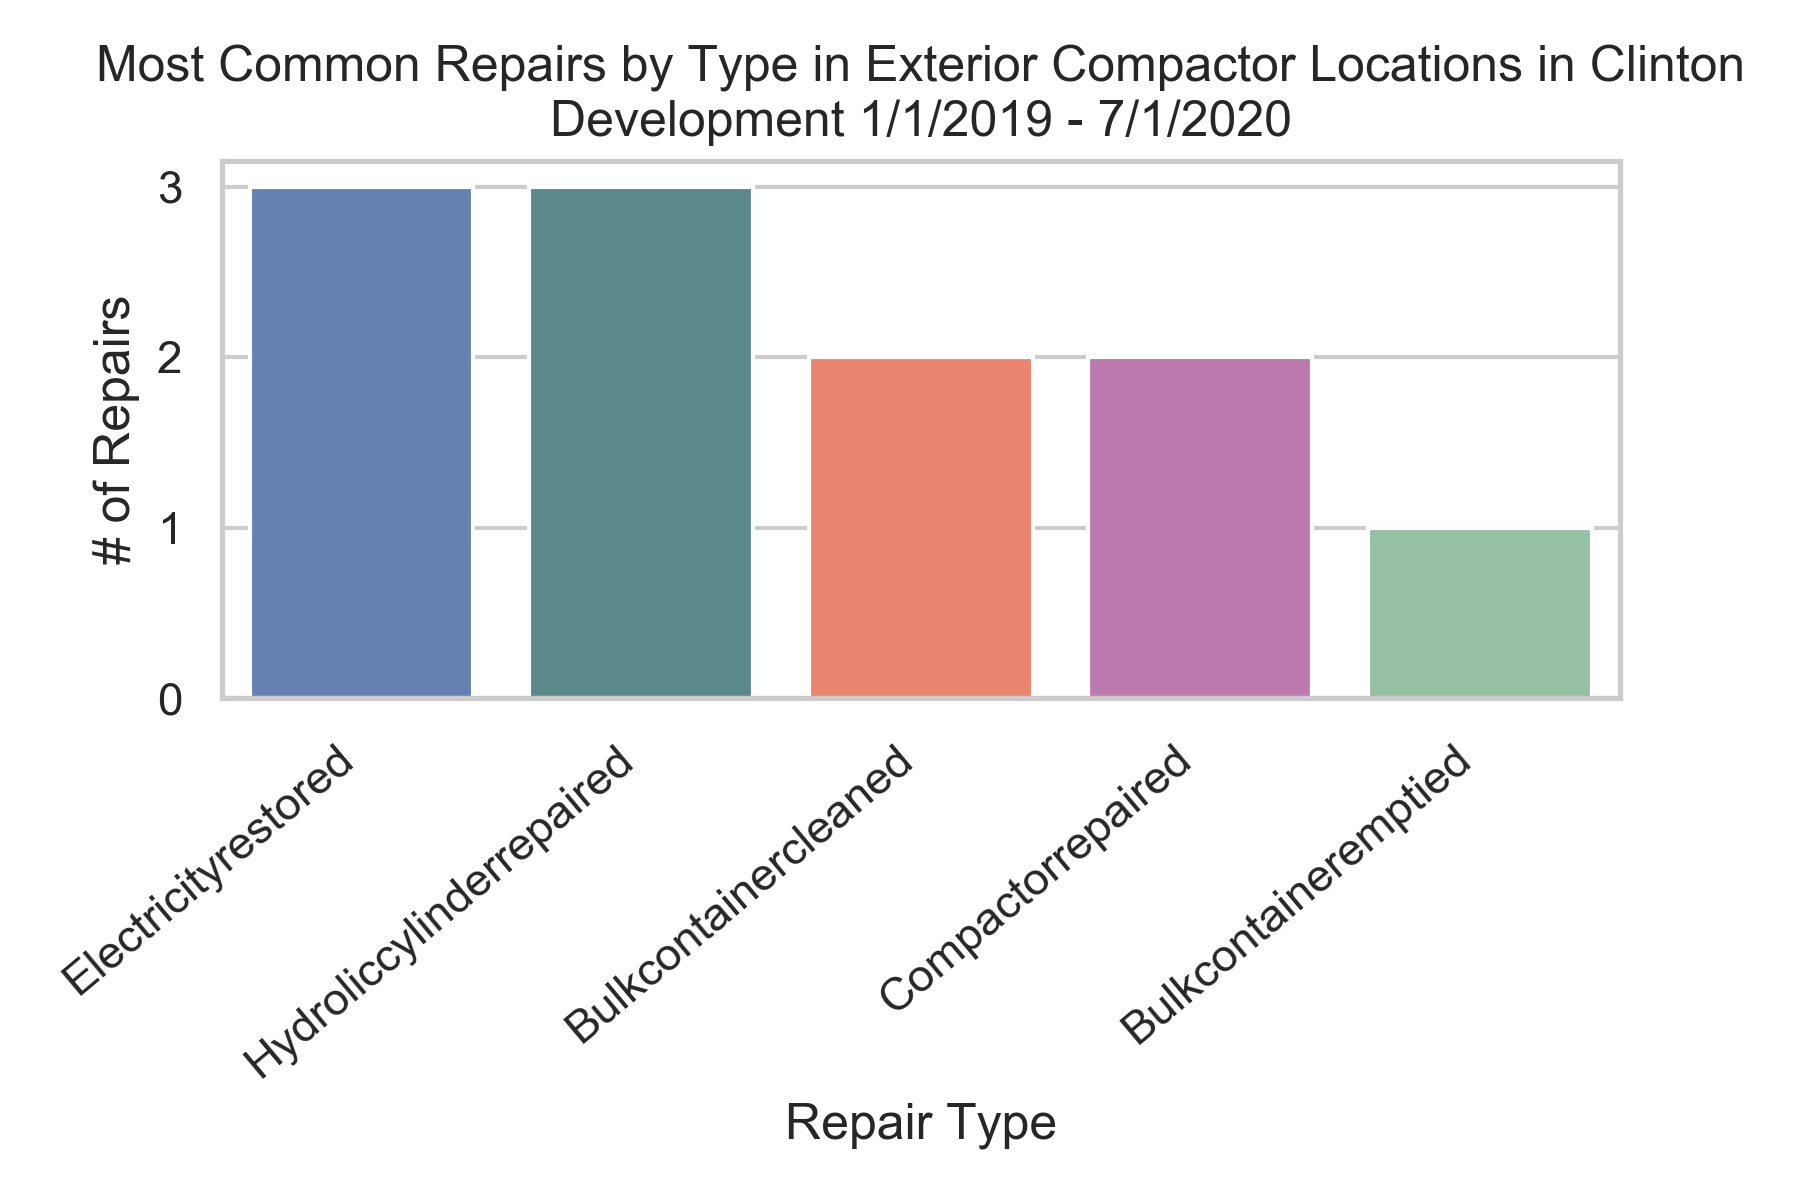 Most Common Repairs by Type in Exterior Compactor Locations in Clinton
Development 1/1/2019 - 7/1/2020
# of Repairs
3
2
1
0
Electricityrestored
Hydroliccylinderrepaired
Bulkcontainercleaned
Compactorrepaired
Bulkcontaineremptied
Repair Type